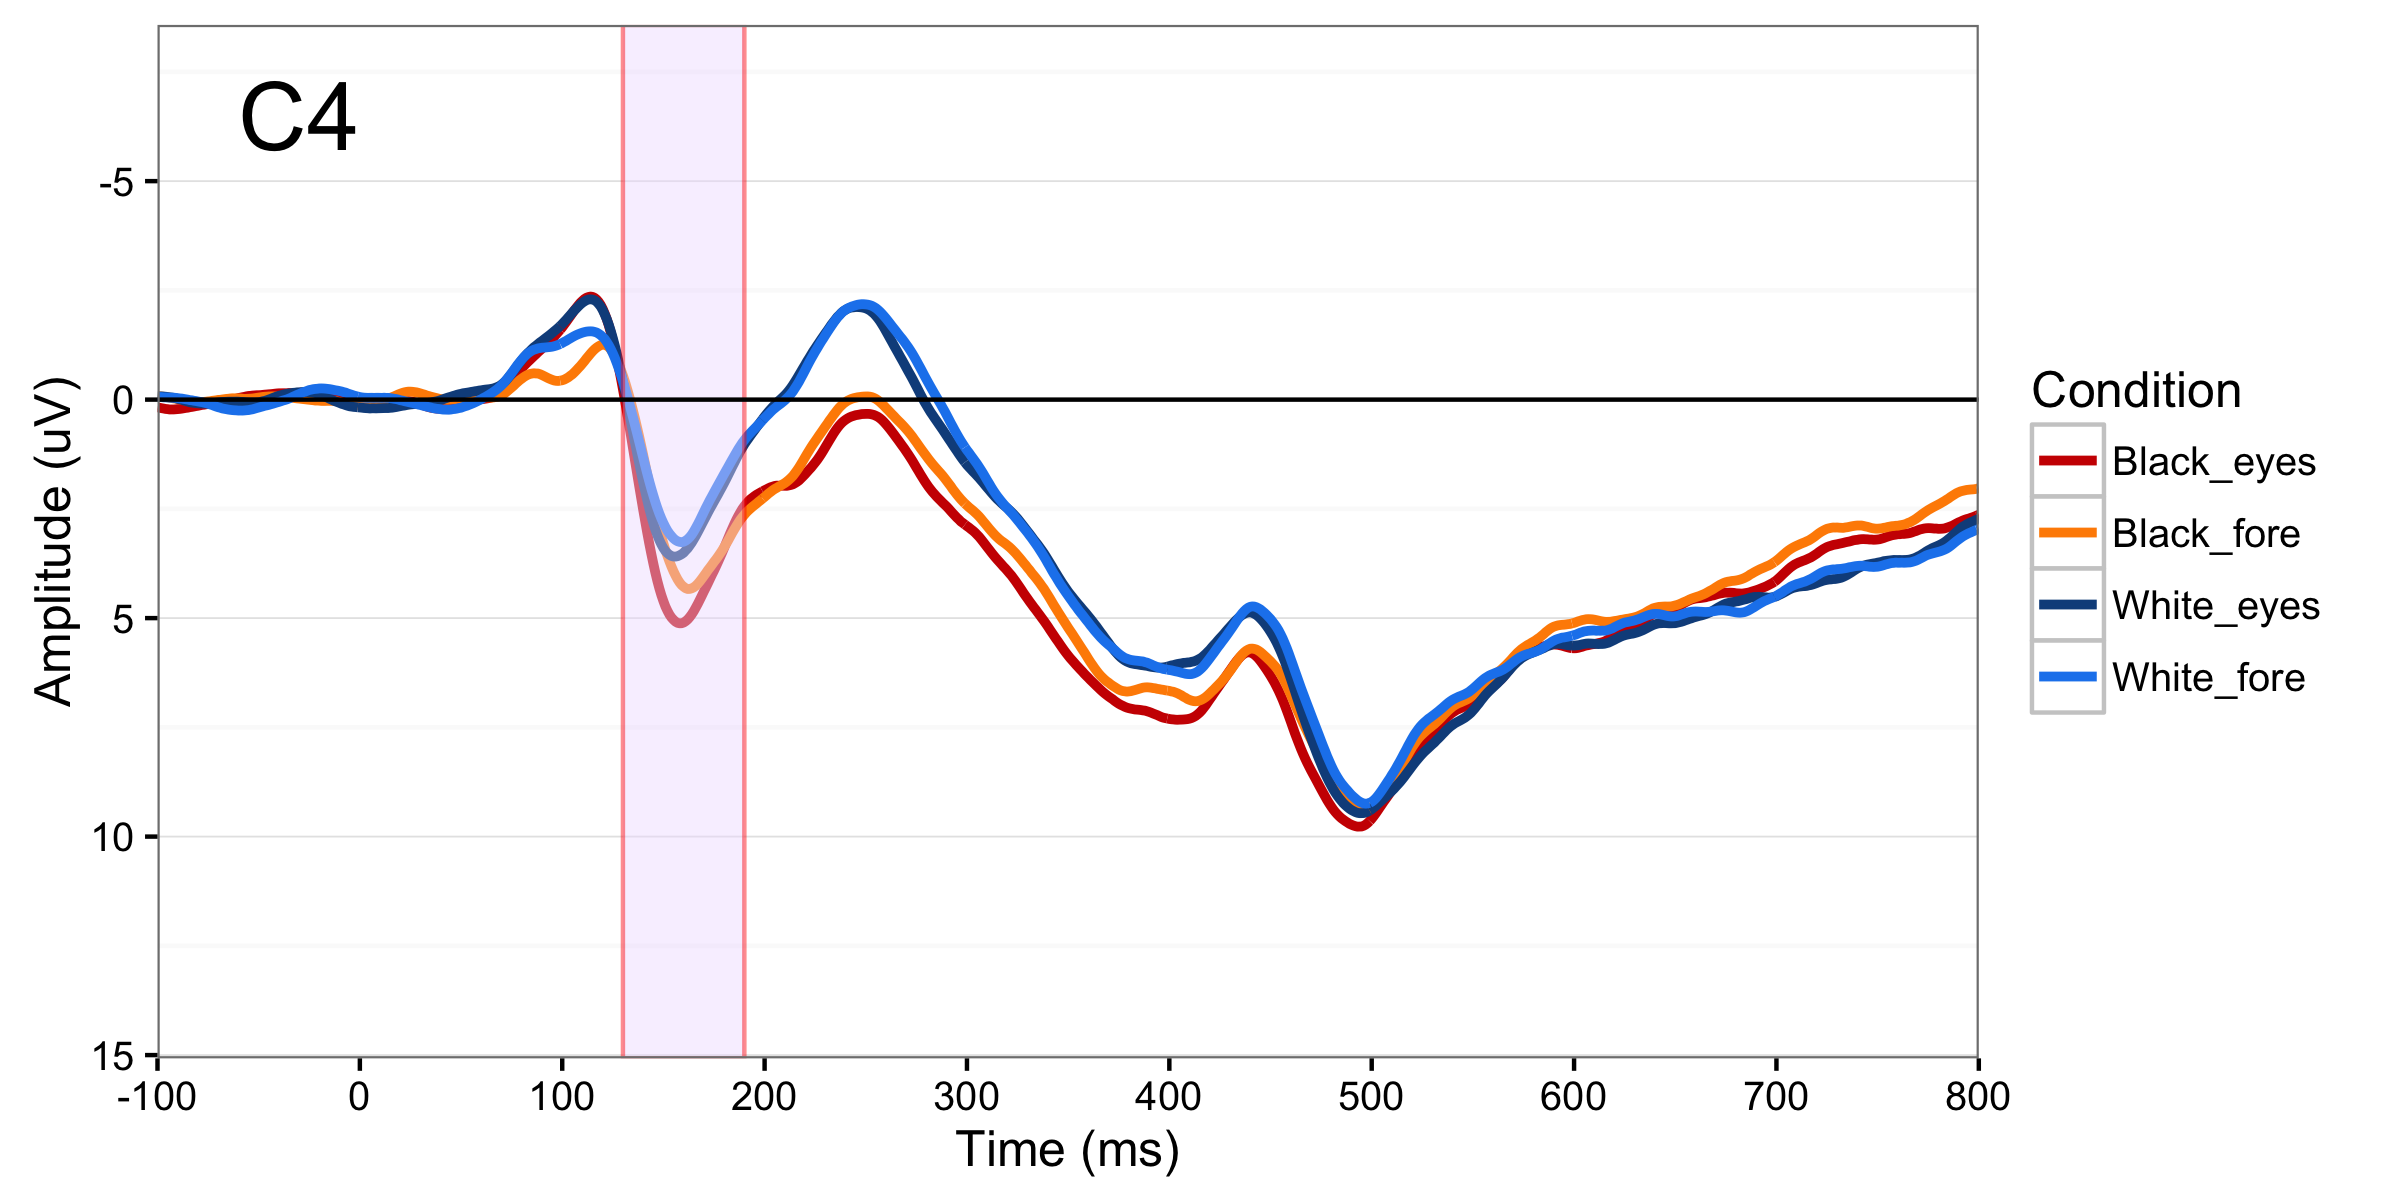 C4
-5
0
5
10
15
-100 0 100 200 300 400 500 600 700 800
Time (ms)
Amplitude (uV)
Condition
Black_eyes
Black_fore
White_eyes
White_fore